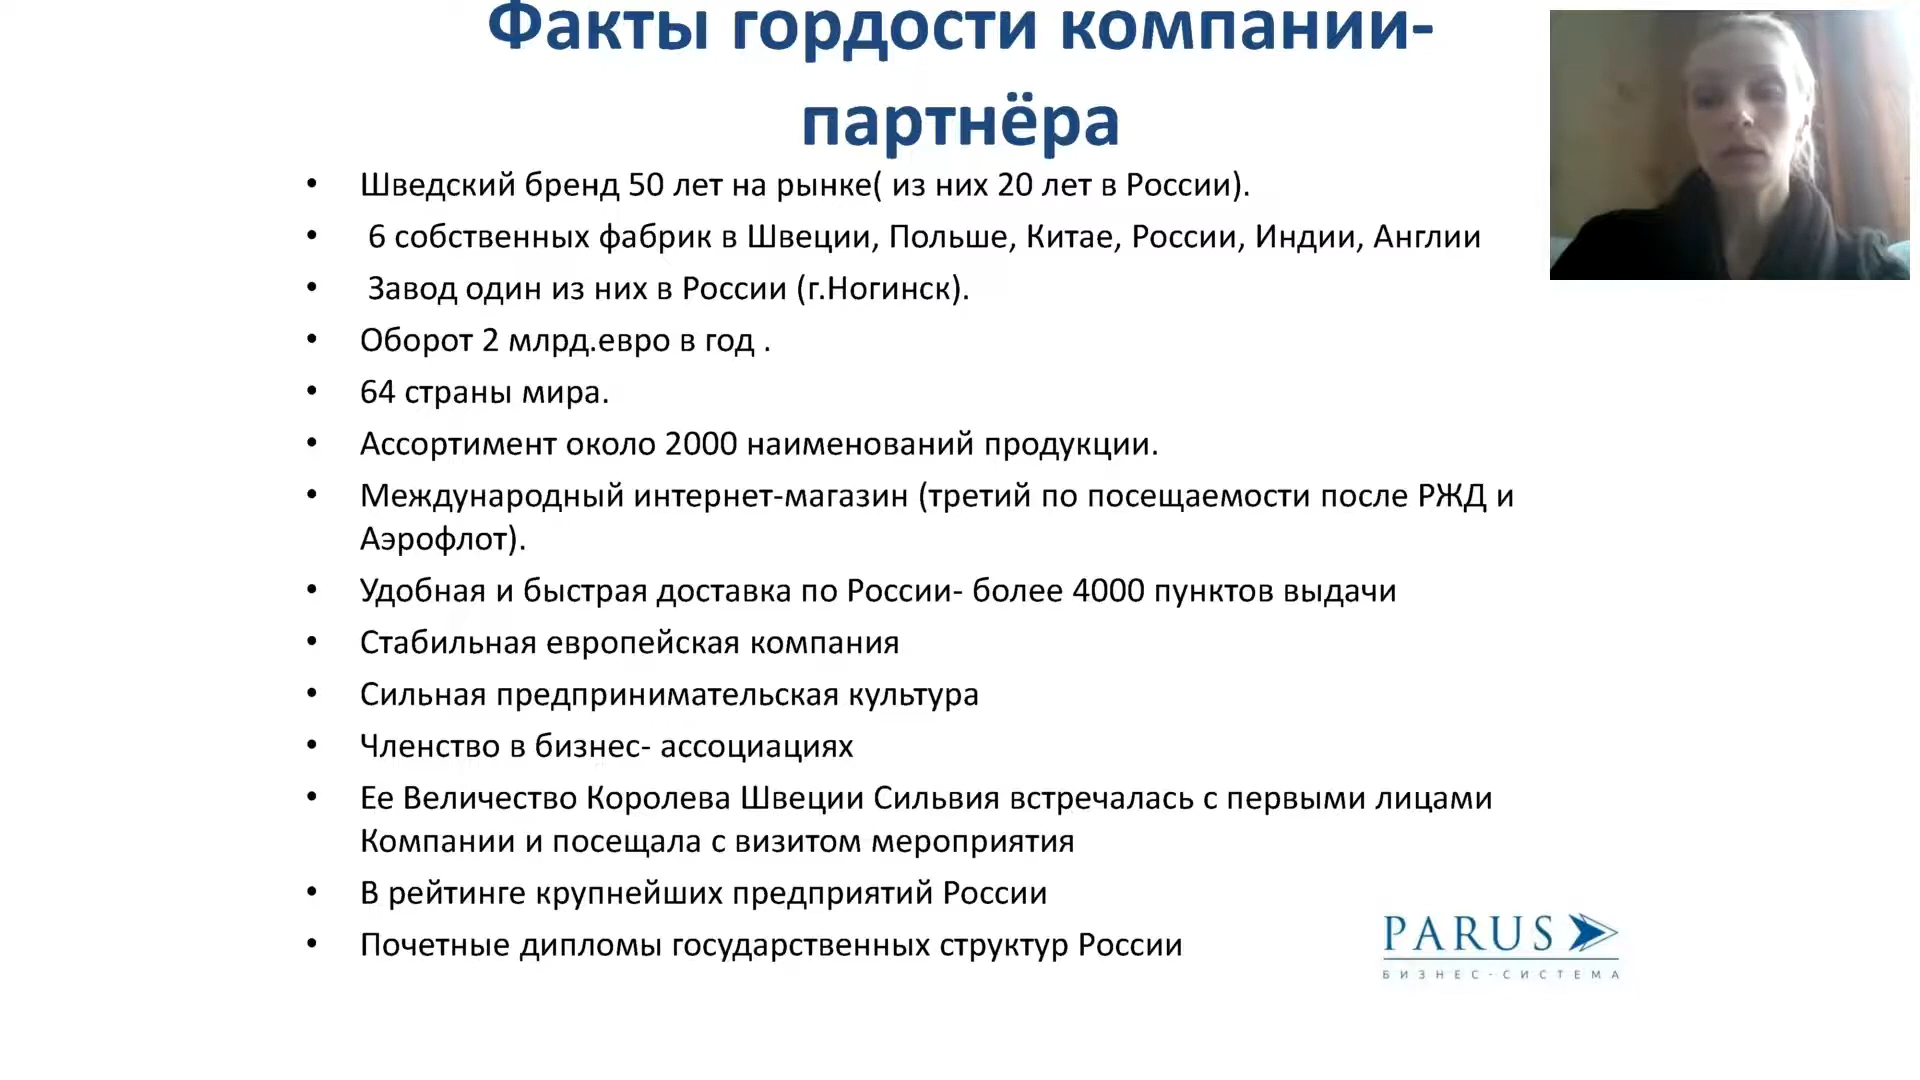 Факты гордости компании-
партнёра
• Шведский бренд 50 лет на рынке( из них 20 лет в России).
• 6 собственных фабрик в Швеции, Польше, Китае, России, Индии, Англии
• Завод один из них в России (г.Ногинск).
• Оборот 2 млрд.евро в год .
• 64 страны мира.
• Ассортимент около 2000 наименований продукции.
• Международный интернет-магазин (третий по посещаемости после РЖД и
Аэрофлот).
• Удобная и быстрая доставка по России- более 4000 пунктов выдачи
• Стабильная европейская компания
• Сильная предпринимательская культура
• Членство в бизнес- ассоциациях
• Ее Величество Королева Швеции Сильвия встречалась с первыми лицами
Компании и посещала с визитом мероприятия
• В рейтинге крупнейших предприятий России
• Почетные дипломы государственных структур России
PARUS
БИЗНЕС-СИСТЕМА